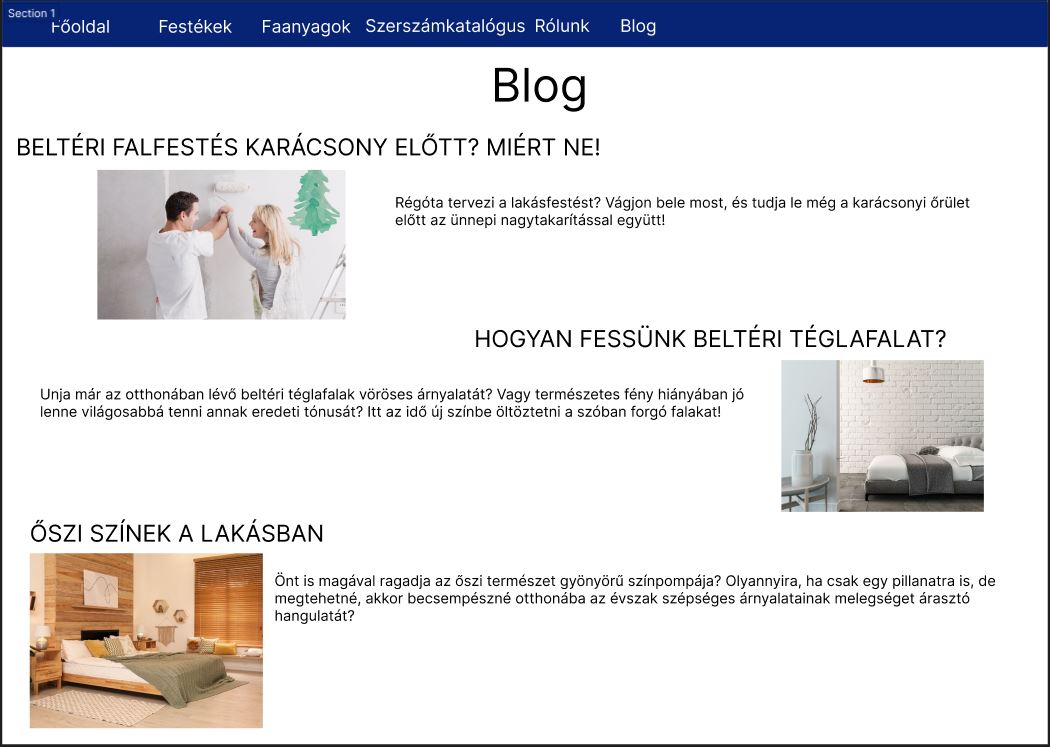 Section 1
Főoldal Festékek Faanyagok Szerszámkatalógus Rólunk Blog
Blog
BELTÉRI FALFESTÉS KARÁCSONY ELŐTT? MIÉRT NE!
Régóta tervezi a lakásfestést? Vágjon bele most, és tudja le még a karácsonyi őrület
előtt az ünnepi nagytakarítással együtt!
HOGYAN FESSÜNK BELTÉRI TÉGLAFALAT?
Unja már az otthonában lévő beltéri téglafalak vöröses árnyalatát? Vagy természetes fény hiányában jó
lenne világosabbá tenni annak eredeti tónusát? Itt az idő új színbe öltöztetni a szóban forgó falakat!
ŐSZI SZÍNEK A LAKÁSBAN
Önt is magával ragadja az őszi természet gyönyörű színpompája? Olyannyira, ha csak egy pillanatra is, de
megtehetné, akkor becsempészné otthonába az évszak szépséges árnyalatainak melegséget árasztó
hangulatát?